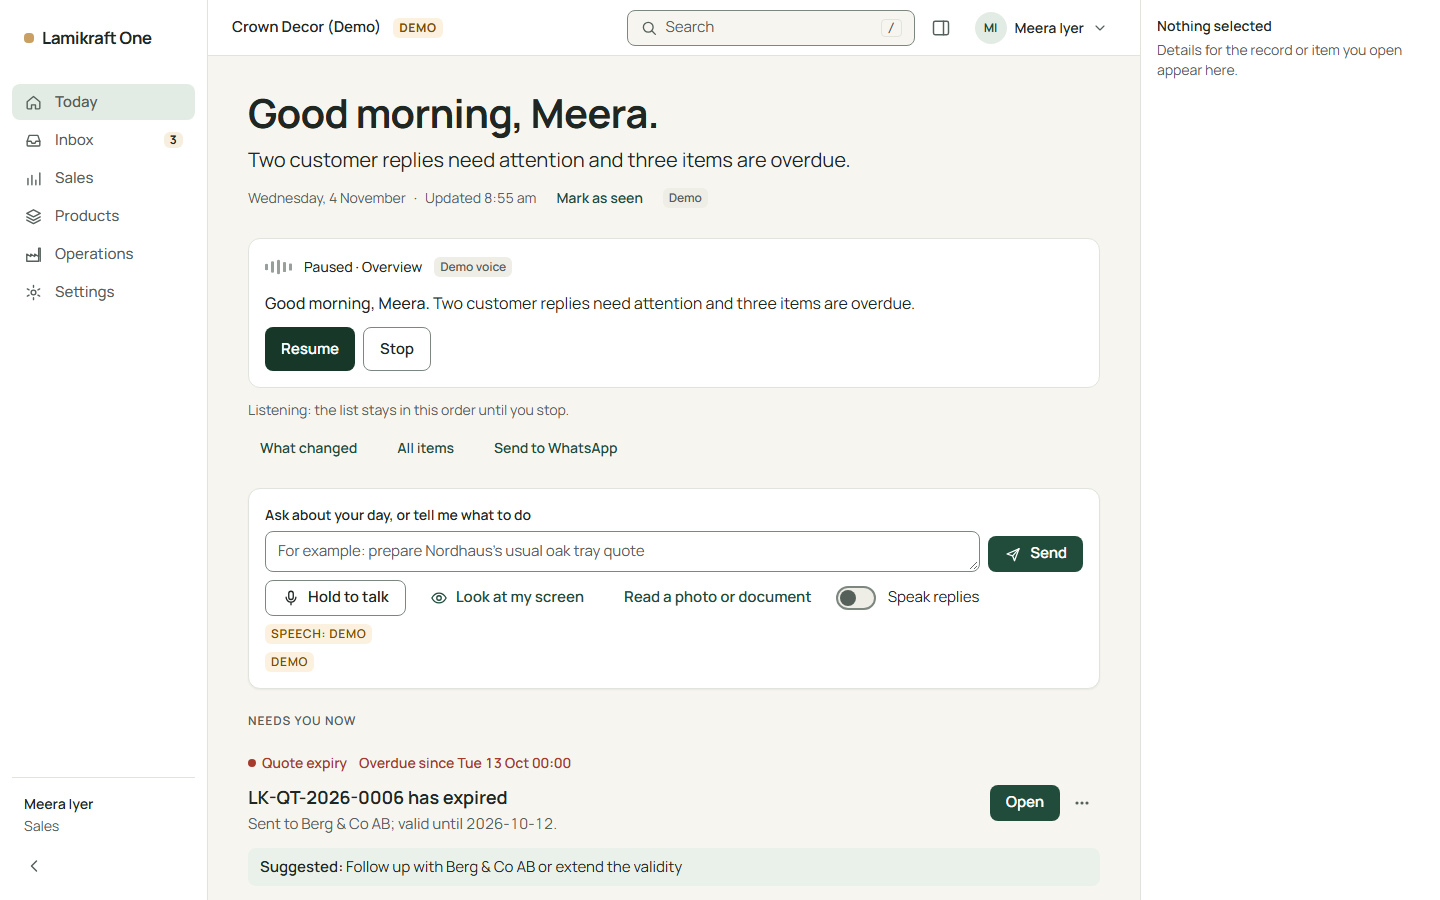 Lamikraft One
Today
Inbox 3
Sales
Products
Operations
Settings
Meera Iyer
Sales
Crown Decor (Demo) DEMO
Search /
MI Meera Iyer
Good morning, Meera.
Two customer replies need attention and three items are overdue.
Wednesday, 4 November · Updated 8:55 am Mark as seen Demo
Paused · Overview Demo voice
Good morning, Meera. Two customer replies need attention and three items are overdue.
Resume Stop
Listening: the list stays in this order until you stop.
What changed All items Send to WhatsApp
Ask about your day, or tell me what to do
For example: prepare Nordhaus's usual oak tray quote
Send
Hold to talk Look at my screen Read a photo or document Speak replies
SPEECH: DEMO
DEMO
NEEDS YOU NOW
Quote expiry Overdue since Tue 13 Oct 00:00
LK-QT-2026-0006 has expired
Sent to Berg & Co AB; valid until 2026-10-12.
Open ...
Suggested: Follow up with Berg & Co AB or extend the validity
Nothing selected
Details for the record or item you open
appear here.